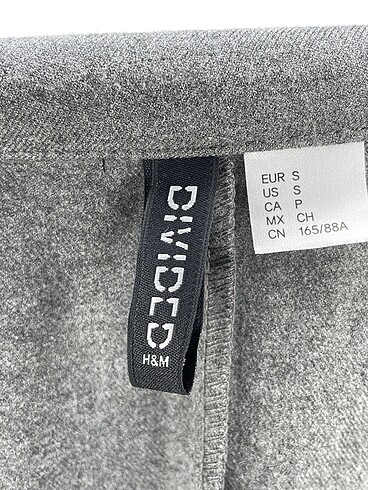 DIVIDED
H&M
EUR S
US S
CA P
MX CH
CN 165/88A